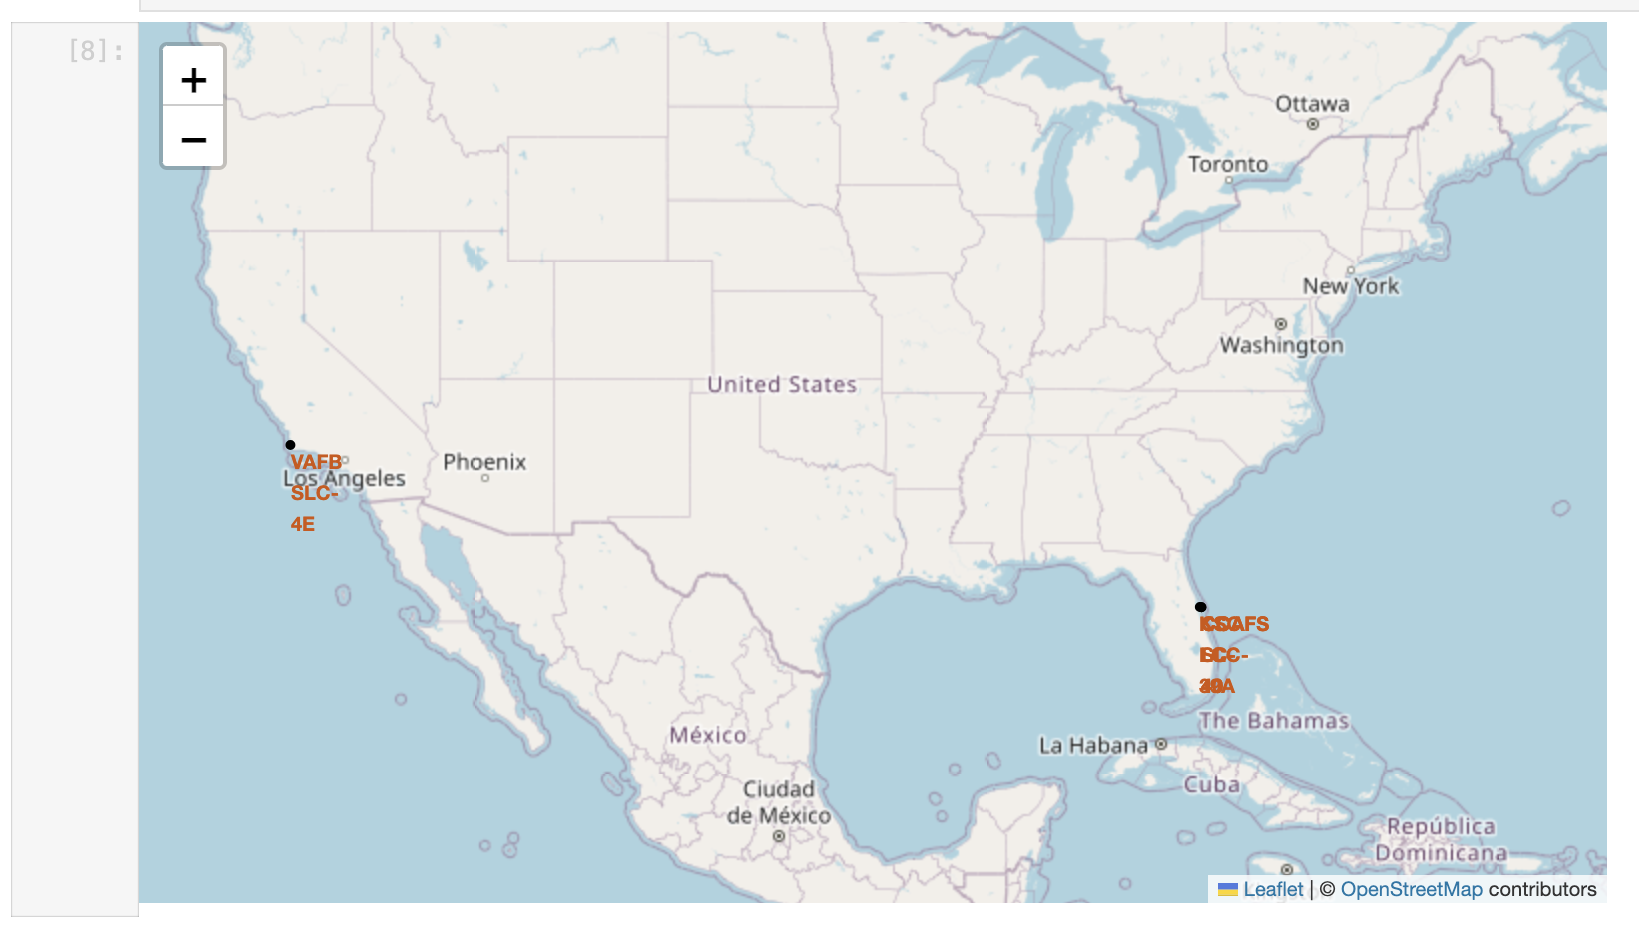 [8]:
+
−
Ottawa
Toronto
New York
Washington
United States
VAFB
SLC-
4E
Los Angeles
Phoenix
The Bahamas
México
La Habana
Cuba
Ciudad
de México
República
Dominicana
Leaflet | © OpenStreetMap contributors